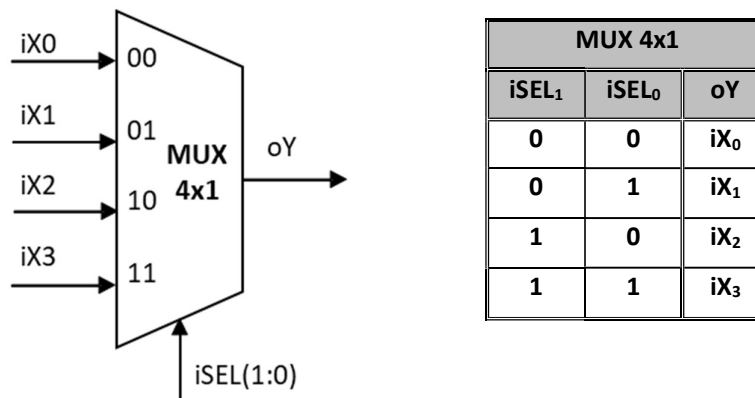 iX0
00
iX1
01
MUX
4x1
oY
iX2
10
iX3
11
iSEL(1:0)
MUX 4x1
iSEL₁ iSEL₀ oY
0 0 iX₀
0 1 iX₁
1 0 iX₂
1 1 iX₃